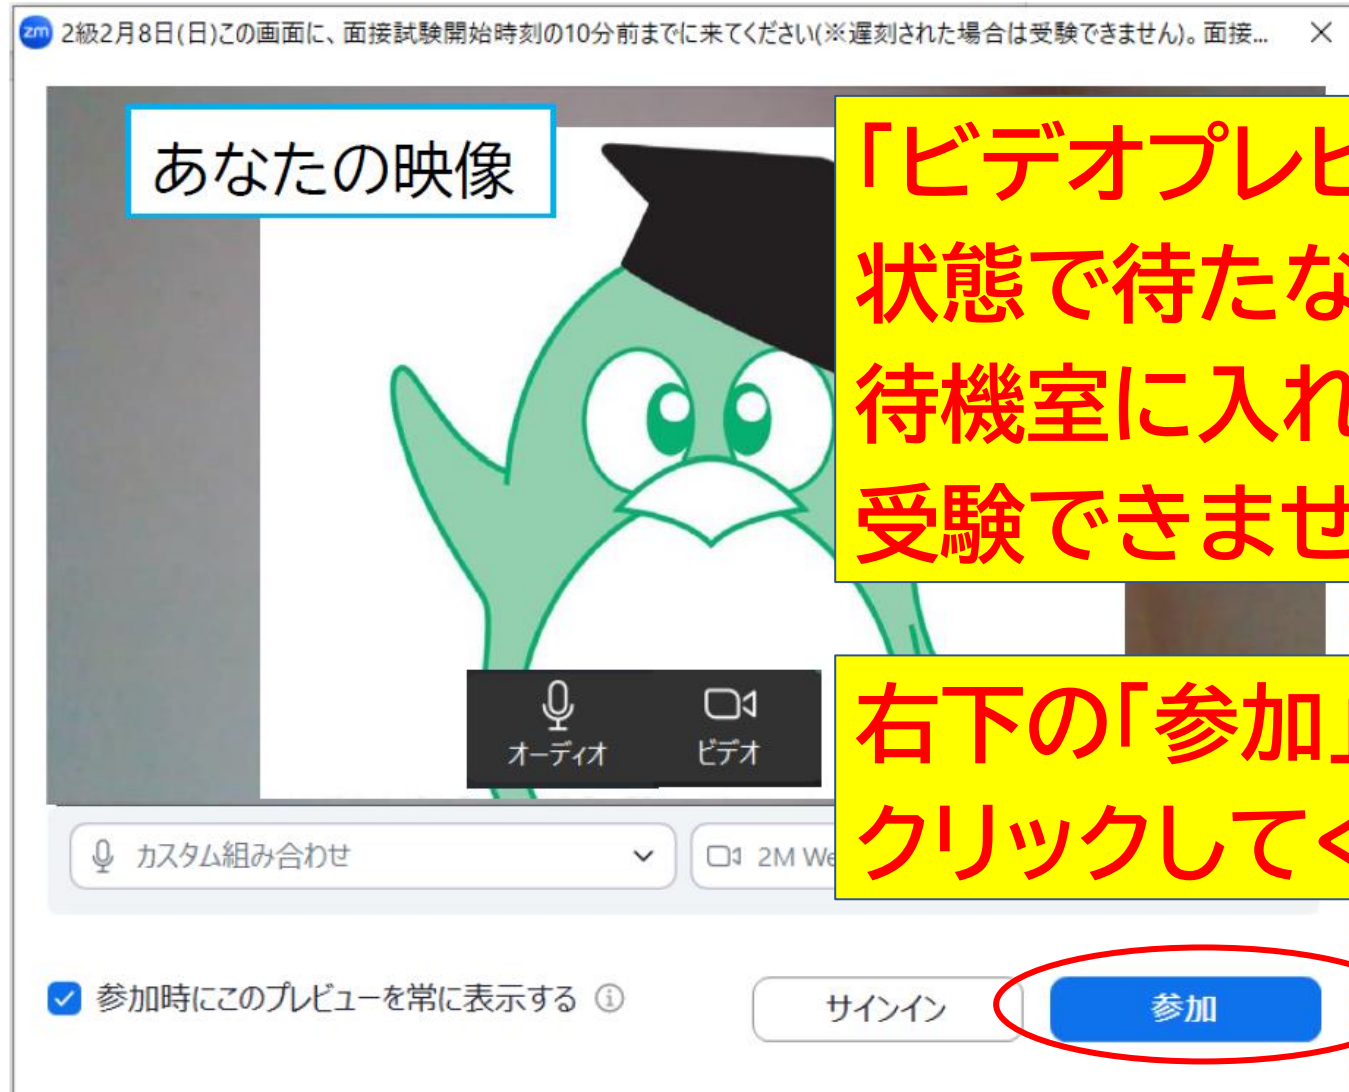 zm 2級2月8日(日)この画面に、面接試験開始時刻の10分前までに来てください(※遅刻された場合は受験できません)。面接...
あなたの映像
「ビデオプレビ
状態で待たな
待機室に入れ
受験できませ
オーディオ ビデオ
右下の「参加」
クリックしてく
カスタム組み合わせ
2M We
参加時にこのプレビューを常に表示する
サインイン
参加